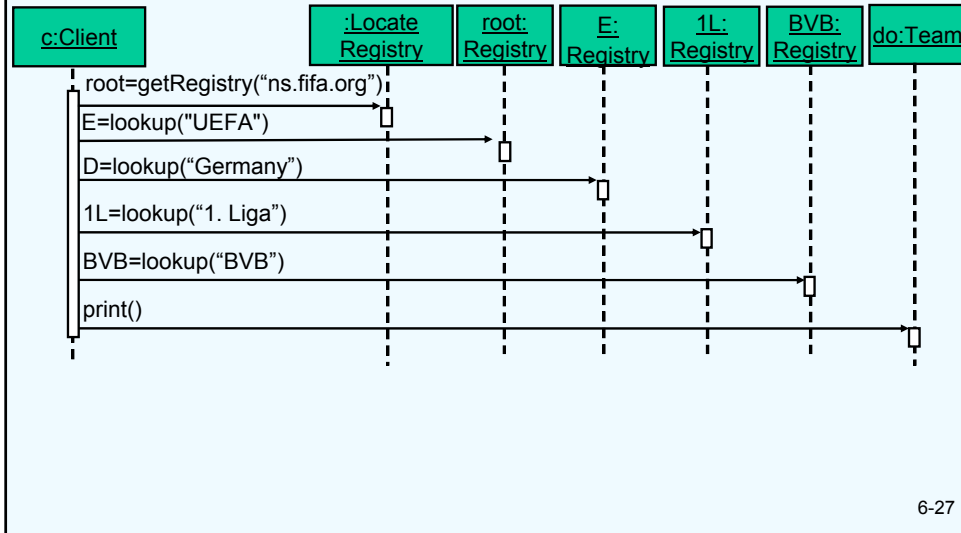 c:Client
:Locate
Registry
root:
Registry
E:
Registry
1L:
Registry
BVB:
Registry
do:Team
root=getRegistry(“ns.fifa.org”)
E=lookup("UEFA")
D=lookup(“Germany”)
1L=lookup(“1. Liga”)
BVB=lookup(“BVB”)
print()
6-27